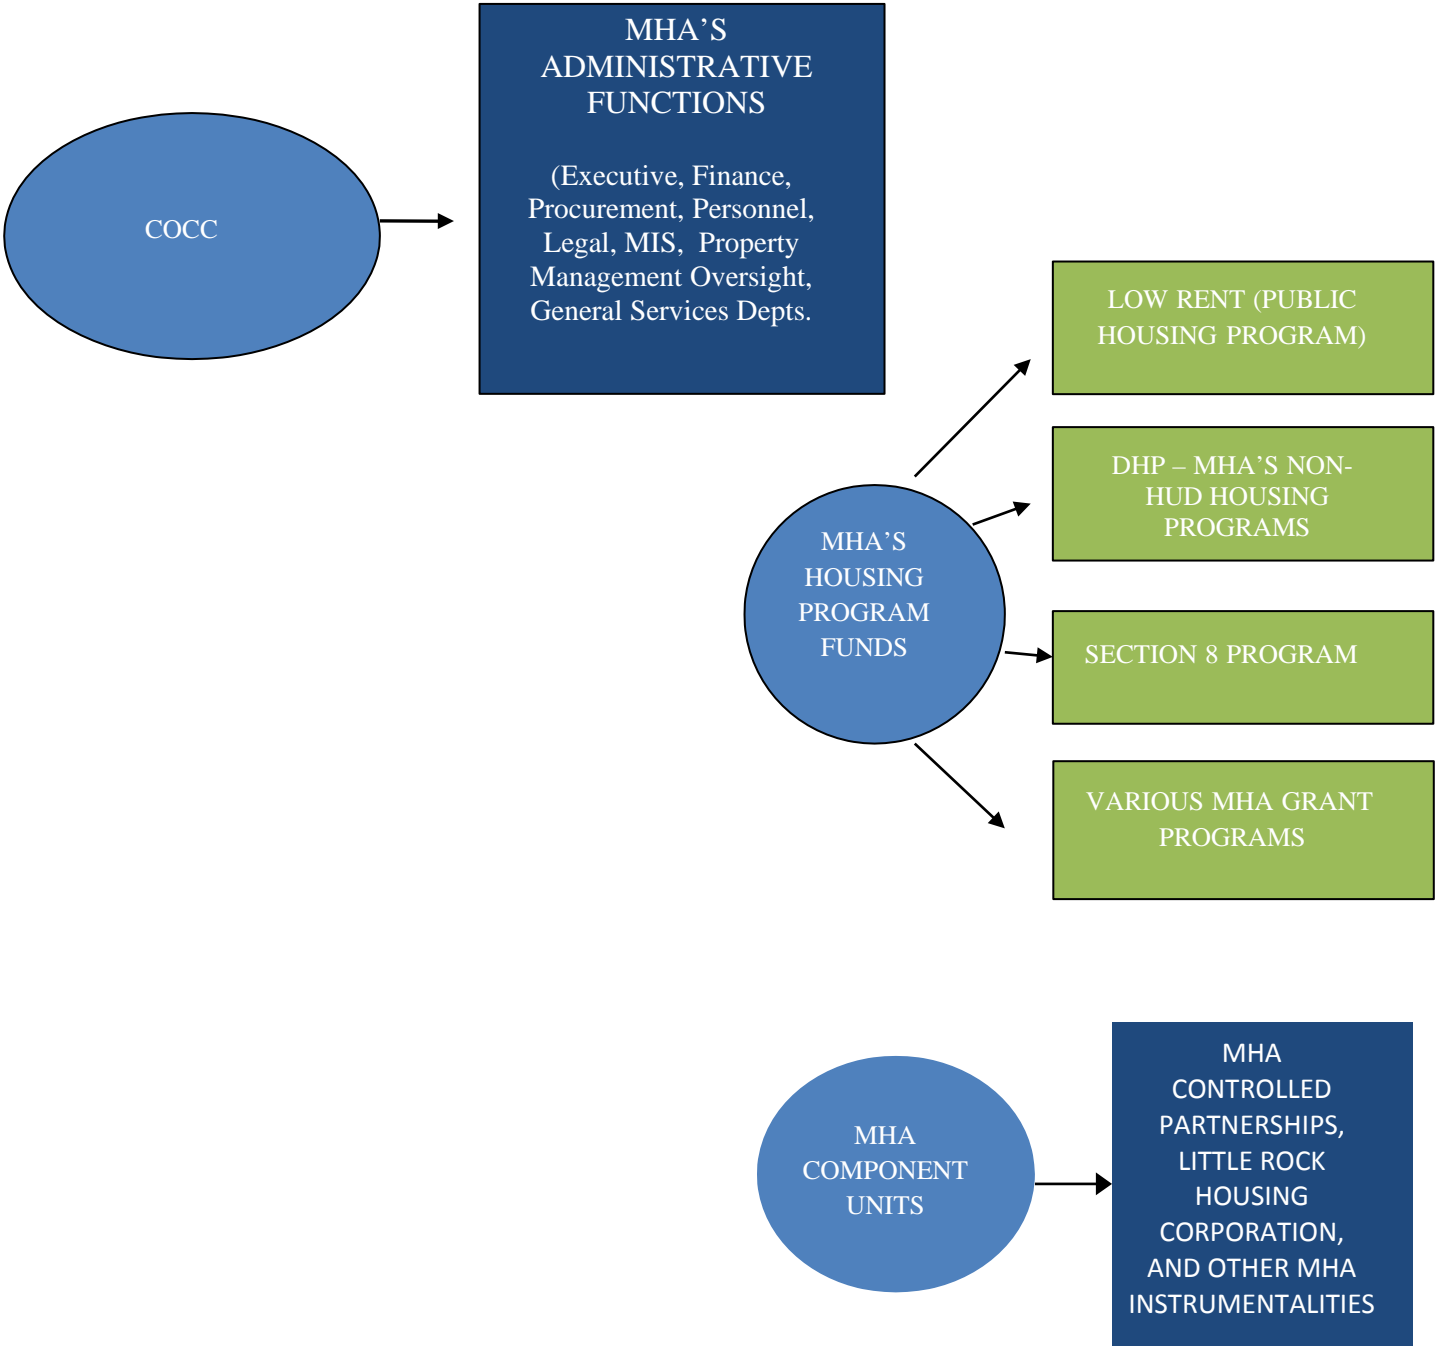 MHA’S
ADMINISTRATIVE
FUNCTIONS
(Executive, Finance,
Procurement, Personnel,
Legal, MIS,  Property
Management Oversight,
General Services Depts.
COCC
LOW RENT (PUBLIC
HOUSING PROGRAM)
DHP – MHA’S NON-
HUD HOUSING
PROGRAMS
MHA’S
HOUSING
PROGRAM
FUNDS
SECTION 8 PROGRAM
VARIOUS MHA GRANT
PROGRAMS
MHA
COMPONENT
UNITS
MHA
CONTROLLED
PARTNERSHIPS,
LITTLE ROCK
HOUSING
CORPORATION,
AND OTHER MHA
INSTRUMENTALITIES